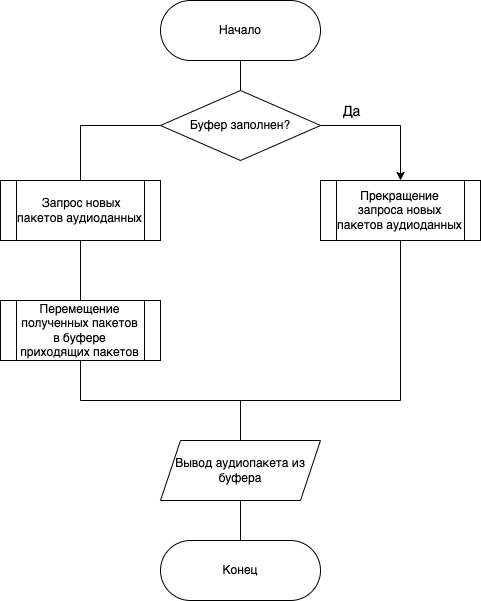 Начало
Буфер заполнен?
Да
Запрос новых
пакетов аудиоданных
Прекращение
запроса новых
пакетов аудиоданных
Перемещение
полученных пакетов
в буфере
приходящих пакетов
Вывод аудиопакета из
буфера
Конец